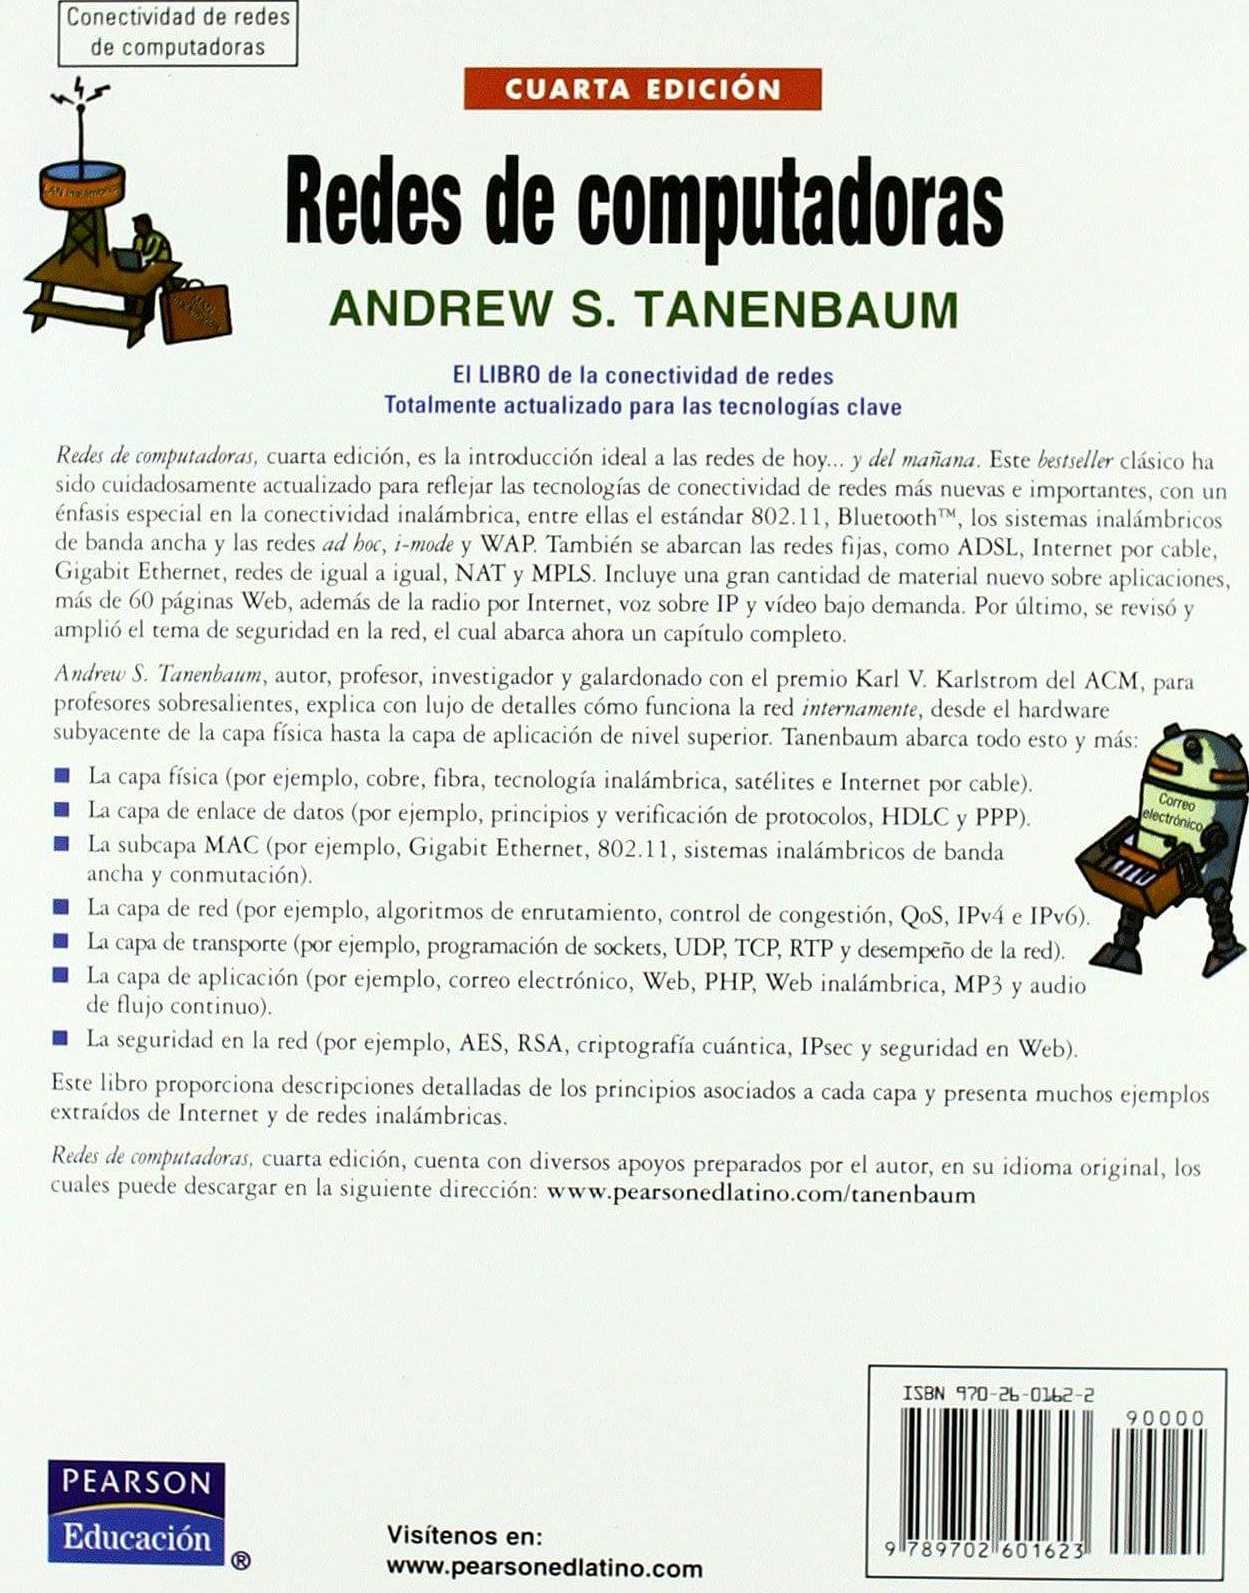 Conectividad de redes
de computadoras
CUARTA EDICIÓN
Redes de computadoras
ANDREW S. TANENBAUM
El LIBRO de la conectividad de redes
Totalmente actualizado para las tecnologías clave
Redes de computadoras, cuarta edición, es la introducción ideal a las redes de hoy... y del mañana. Este bestseller clásico ha
sido cuidadosamente actualizado para reflejar las tecnologías de conectividad de redes más nuevas e importantes, con un
énfasis especial en la conectividad inalámbrica, entre ellas el estándar 802.11, Bluetooth™, los sistemas inalámbricos
de banda ancha y las redes ad hoc, i-mode y WAP. También se abarcan las redes fijas, como ADSL, Internet por cable,
Gigabit Ethernet, redes de igual a igual, NAT y MPLS. Incluye una gran cantidad de material nuevo sobre aplicaciones,
más de 60 páginas Web, además de la radio por Internet, voz sobre IP y vídeo bajo demanda. Por último, se revisó y
amplió el tema de seguridad en la red, el cual abarca ahora un capítulo completo.
Andrew S. Tanenbaum, autor, profesor, investigador y galardonado con el premio Karl V. Karlstrom del ACM, para
profesores sobresalientes, explica con lujo de detalles cómo funciona la red internamente, desde el hardware
subyacente de la capa física hasta la capa de aplicación de nivel superior. Tanenbaum abarca todo esto y más:
■ La capa física (por ejemplo, cobre, fibra, tecnología inalámbrica, satélites e Internet por cable).
■ La capa de enlace de datos (por ejemplo, principios y verificación de protocolos, HDLC y PPP).
■ La subcapa MAC (por ejemplo, Gigabit Ethernet, 802.11, sistemas inalámbricos de banda
ancha y conmutación).
■ La capa de red (por ejemplo, algoritmos de enrutamiento, control de congestión, QoS, IPv4 e IPv6).
■ La capa de transporte (por ejemplo, programación de sockets, UDP, TCP, RTP y desempeño de la red).
■ La capa de aplicación (por ejemplo, correo electrónico, Web, PHP, Web inalámbrica, MP3 y audio
de flujo continuo).
■ La seguridad en la red (por ejemplo, AES, RSA, criptografía cuántica, IPsec y seguridad en Web).
Correo
electrónico
Este libro proporciona descripciones detalladas de los principios asociados a cada capa y presenta muchos ejemplos
extraídos de Internet y de redes inalámbricas.
Redes de computadoras, cuarta edición, cuenta con diversos apoyos preparados por el autor, en su idioma original, los
cuales puede descargar en la siguiente dirección: www.pearsonedlatino.com/tanenbaum
ISBN 970-26-0162-2
90000
9 789702 601623
PEARSON
Educación
®
Visítenos en:
www.pearsonedlatino.com